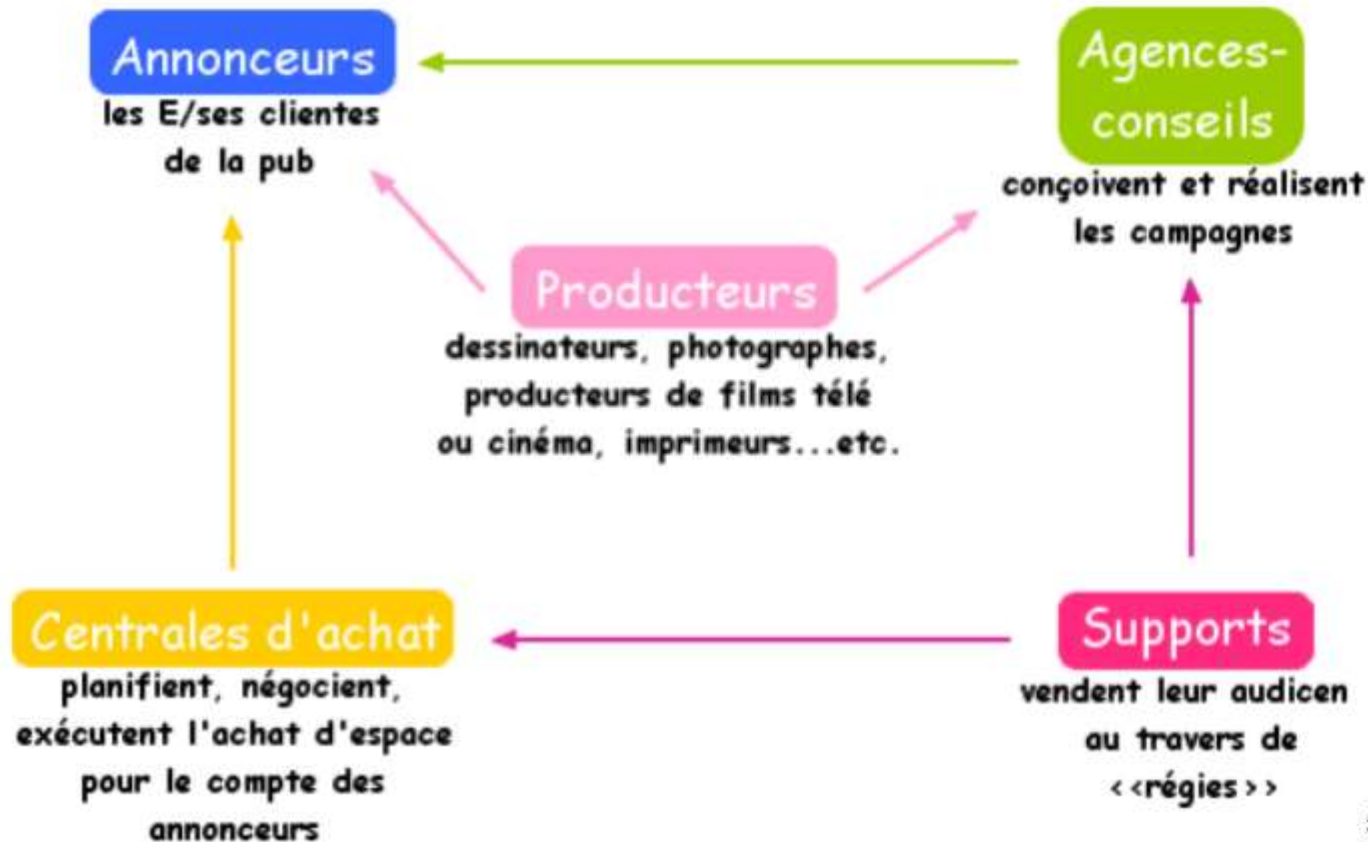 Annonceurs
les E/ses clientes
de la pub
Agences-
conseils
conçoivent et réalisent
les campagnes
Producteurs
dessinateurs, photographes,
producteurs de films télé
ou cinéma, imprimeurs...etc.
Centrales d'achat
planifient, négocient,
exécutent l'achat d'espace
pour le compte des
annonceurs
Supports
vendent leur audicen
au travers de
<<régies>>